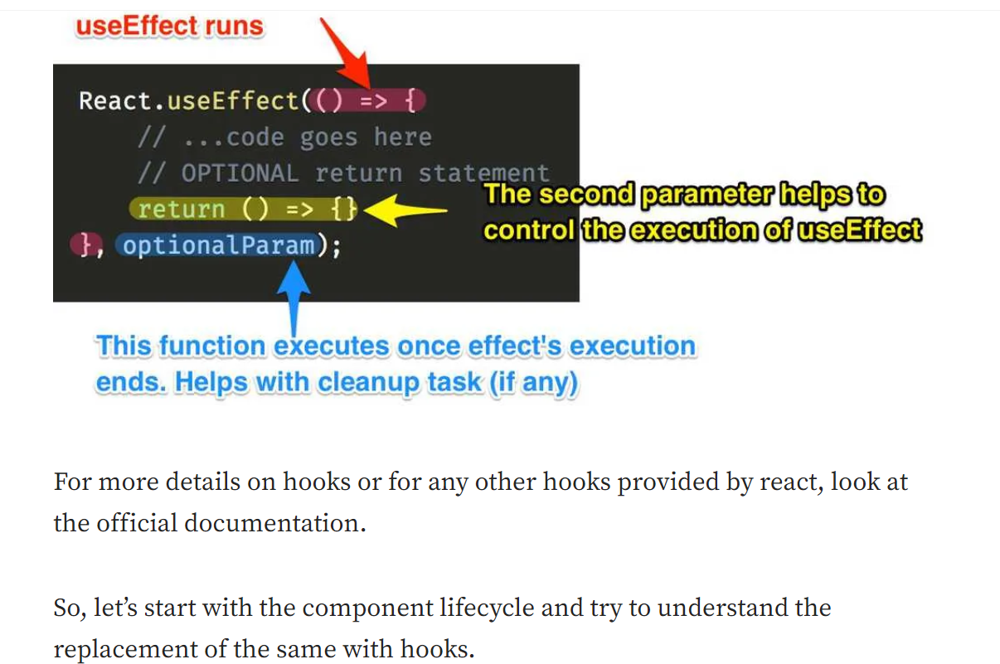 useEffect runs
React.useEffect(() => {
// ...code goes here
// OPTIONAL return statement
return () => {}
}, optionalParam);
The second parameter helps to
control the execution of useEffect
This function executes once effect's execution
ends. Helps with cleanup task (if any)
For more details on hooks or for any other hooks provided by react, look at
the official documentation.
So, let’s start with the component lifecycle and try to understand the
replacement of the same with hooks.